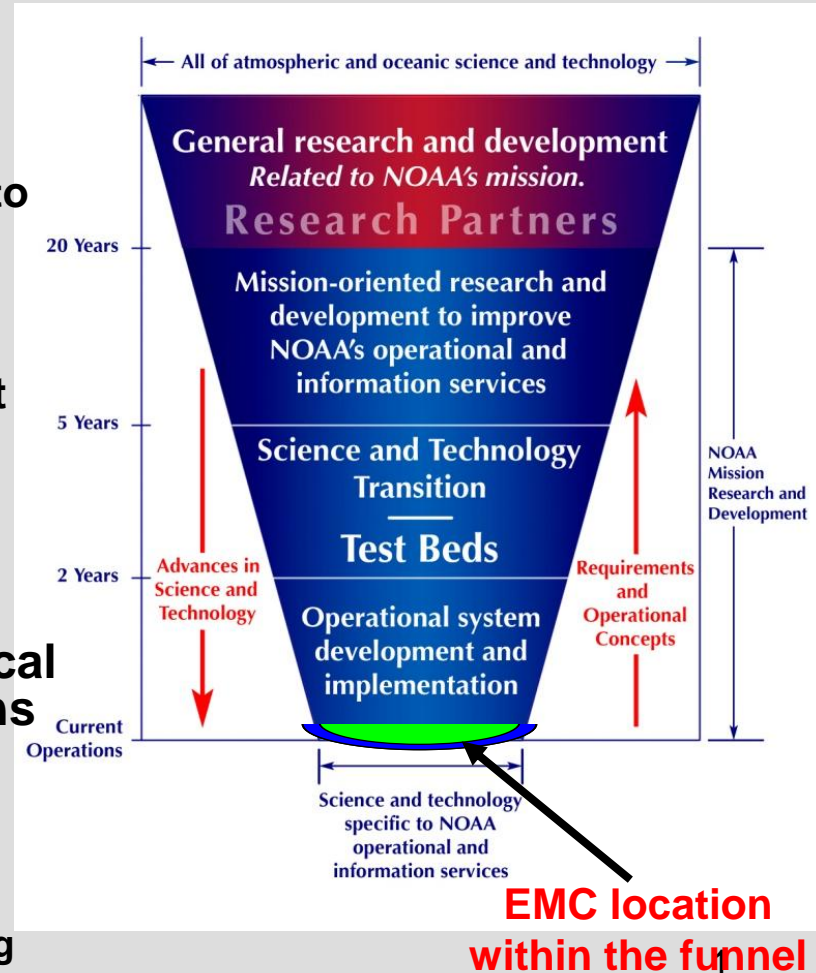 All of atmospheric and oceanic science and technology
General research and development
Related to NOAA's mission.
Research Partners
to
20 Years
Mission-oriented research and
development to improve
NOAA's operational and
information services
t
5 Years
Science and Technology
Transition
Test Beds
NOAA
Mission
Research and
Development
2 Years
Advances in
Science and
Technology
Requirements
and
Operational
Concepts
Operational system
development and
implementation
cal
ns
Current
Operations
Science and technology
specific to NOAA
operational and
information services
EMC location
within the funnel
g
1